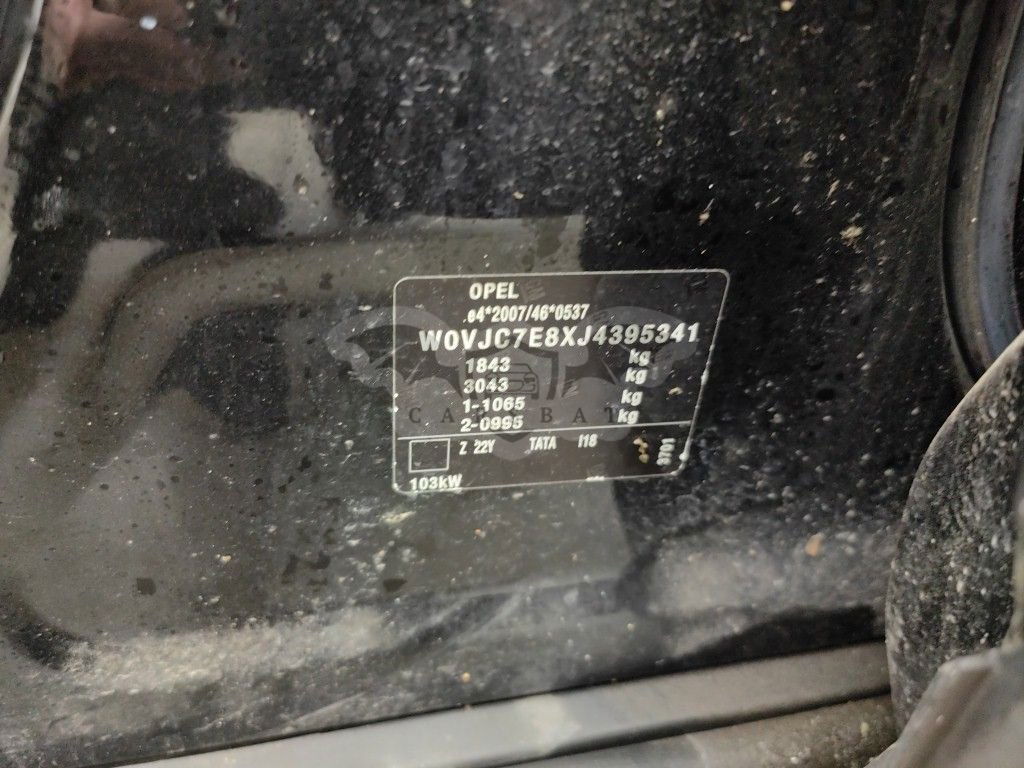 OPEL
e4*2007/46*0537
W0VJC7E8XJ4395341
1843 kg
3043 kg
1-1065 kg
2-0995 kg
Z 22Y TATA
103kW